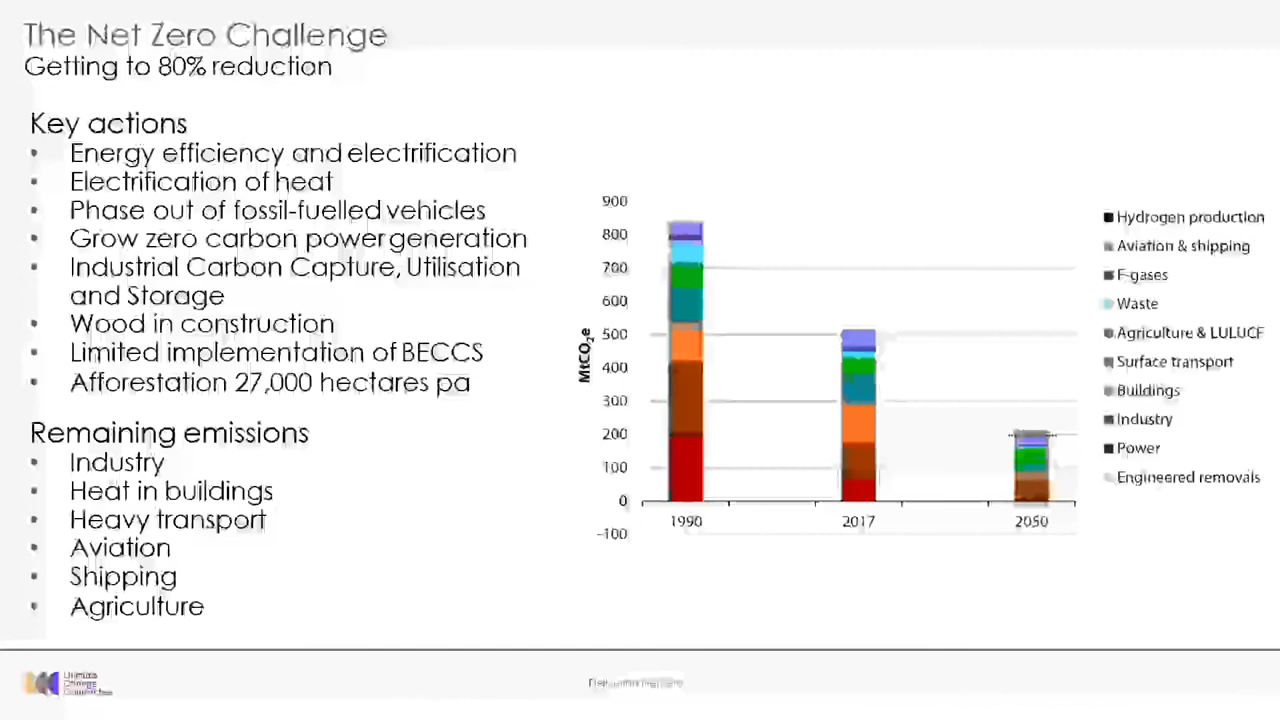 The Net Zero Challenge
Getting to 80% reduction
Key actions
• Energy efficiency and electrification
• Electrification of heat
• Phase out of fossil-fuelled vehicles
• Grow zero carbon power generation
• Industrial Carbon Capture, Utilisation
and Storage
• Wood in construction
• Limited implementation of BECCS
• Afforestation 27,000 hectares pa
Remaining emissions
• Industry
• Heat in buildings
• Heavy transport
• Aviation
• Shipping
• Agriculture
MtCO₂e
900
800
700
600
500
400
300
200
100
0
-100
1990
2017
2050
Hydrogen production
Aviation & shipping
F-gases
Waste
Agriculture & LULUCF
Surface transport
Buildings
Industry
Power
Engineered removals
Climate
Change
Committee